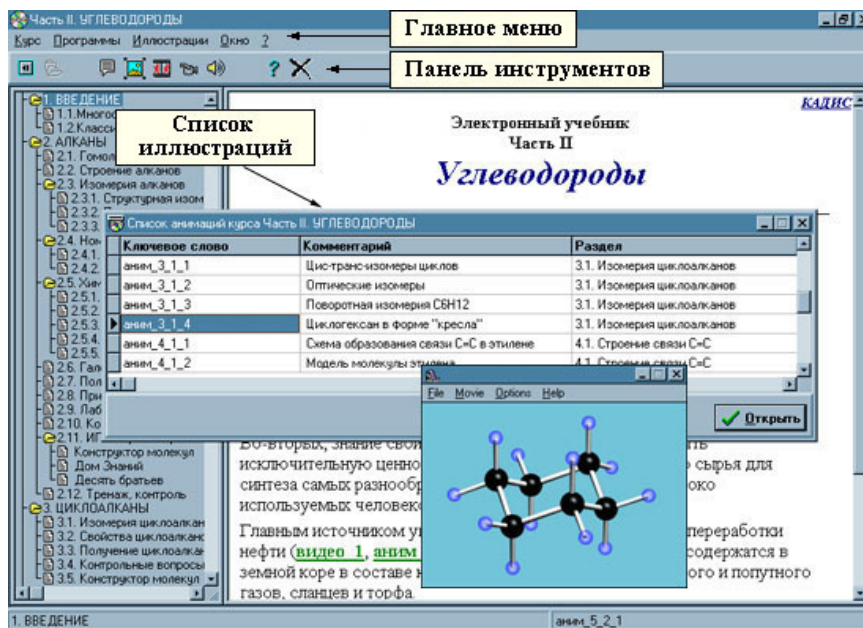 Часть II. УГЛЕВОДОРОДЫ
Курс Программы Иллюстрации Окно ?
Главное меню
Панель инструментов
Список
иллюстраций
1. ВВЕДЕНИЕ
1.1.Многоо
1.2.Класси
2. АЛКАНЫ
2.1. Гомол
2.2. Строение алканов
2.3. Изомерия алканов
2.3.1. Структурная изом
2.3.2.
2.3.3.
2.4. Ном
2.4.1.
2.4.2.
2.5. Хим
2.5.1.
2.5.2.
2.5.3.
2.5.4.
2.5.5.
2.6. Гал
2.7. Пол
2.8. При
2.9. Лаб
2.10. Ко
2.11. ИГ
Конструктор молекул
Дом Знаний
Десять братьев
2.12. Тренаж, контроль
3. ЦИКЛОАЛКАНЫ
3.1. Изомерия циклоалкан
3.2. Свойства циклоалканс
3.3. Получение циклоалкан
3.4. Контрольные вопросы
3.5. Конструктор молекул
КАДИС
Электронный учебник
Часть II
Углеводороды
Список анимаций курса Часть II. УГЛЕВОДОРОДЫ
Ключевое слово Комментарий Раздел
аним_3_1_1 Цис-транс-изомеры циклов 3.1. Изомерия циклоалканов
аним_3_1_2 Оптические изомеры 3.1. Изомерия циклоалканов
аним_3_1_3 Поворотная изомерия C6H12 3.1. Изомерия циклоалканов
аним_3_1_4 Циклогексан в форме "кресла" 3.1. Изомерия циклоалканов
аним_4_1_1 Схема образования связи C=C в этилене 4.1. Строение связи C=C
аним_4_1_2 Модель молекулы этилена 4.1. Строение связи C=C
Открыть
File Movie Options Help
Во-вторых, знание свой
исключительную ценно о сырья для
синтеза самых разнообр око
используемых человеко
Главным источником у переработки
нефти (видео_1, аним содержатся в
земной коре в составе ого и попутного
газов, сланцев и торфа.
1. ВВЕДЕНИЕ аним_5_2_1